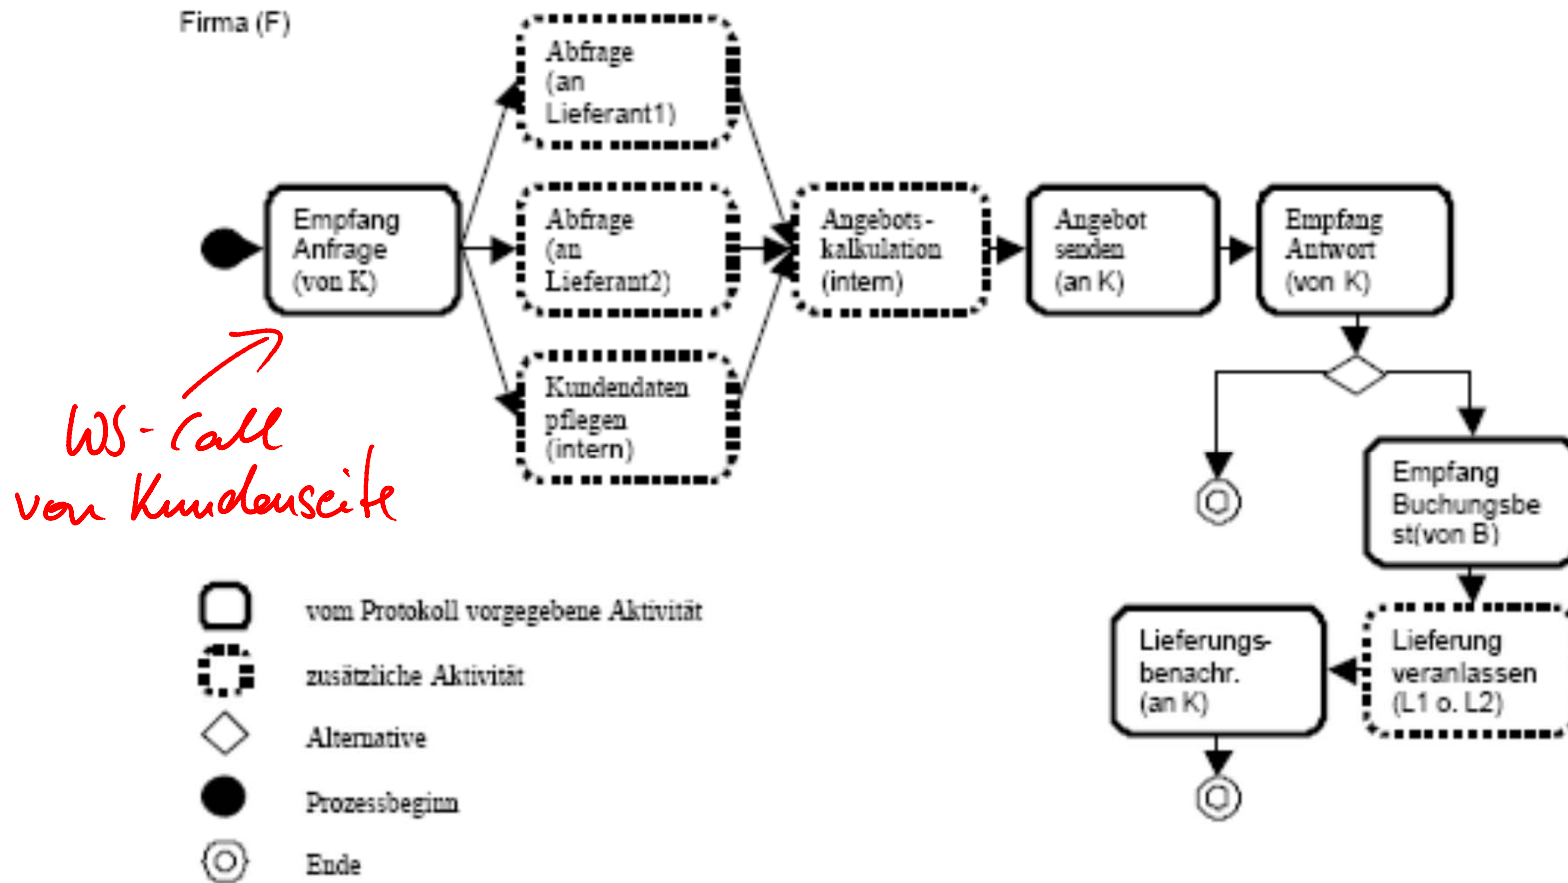 Firma (F)
Abfrage
(an
Lieferant1)
Empfang
Anfrage
(von K)
Abfrage
(an
Lieferant2)
Kundendaten
pflegen
(intern)
Angebots-
kalkulation
(intern)
Angebot
senden
(an K)
Empfang
Antwort
(von K)
Empfang
Buchungsbe
st(von B)
Lieferung
veranlassen
(L1 o. L2)
Lieferungs-
benachr.
(an K)
WS-Call
von Kundenseite
vom Protokoll vorgegebene Aktivität
zusätzliche Aktivität
Alternative
Prozessbeginn
Ende